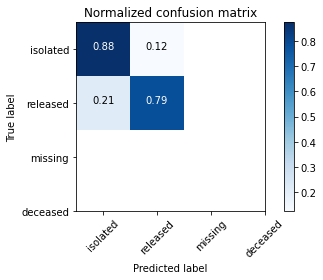 Normalized confusion matrix
True label
isolated
released
missing
deceased
0.88 0.12
0.21 0.79
isolated
released
missing
deceased
Predicted label
0.8
0.7
0.6
0.5
0.4
0.3
0.2